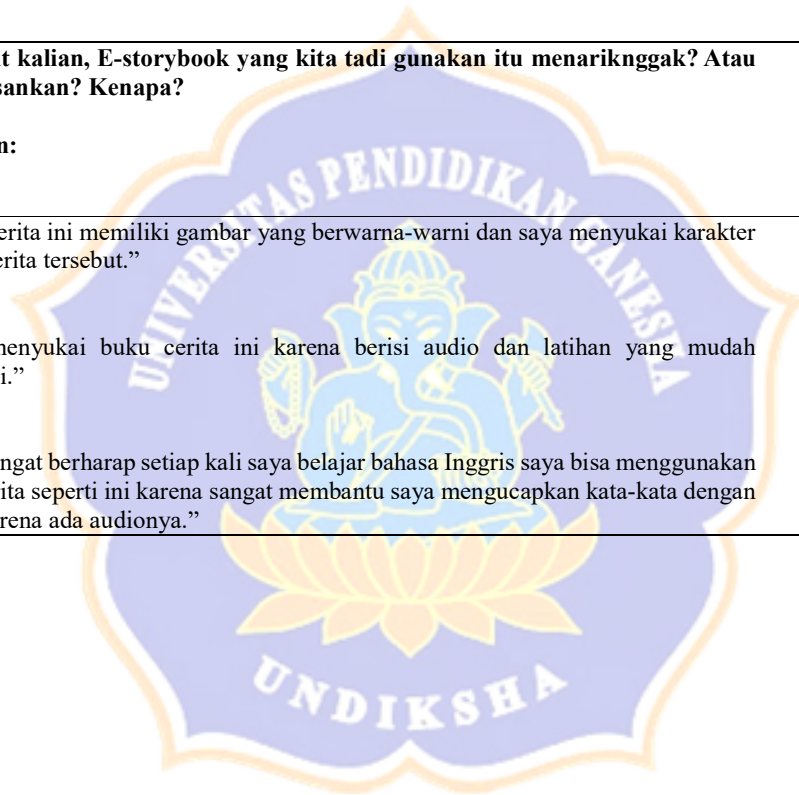 t kalian, E-storybook yang kita tadi gunakan itu menariknggak? Atau
sankan? Kenapa?
n:
erita ini memiliki gambar yang berwarna-warni dan saya menyukai karakter
erita tersebut.”
menyukai buku cerita ini karena berisi audio dan latihan yang mudah
i.”
ngat berharap setiap kali saya belajar bahasa Inggris saya bisa menggunakan
ita seperti ini karena sangat membantu saya mengucapkan kata-kata dengan
rena ada audionya.”
UNIVERSITAS PENDIDIKAN GANESHA
UNDIKSHA